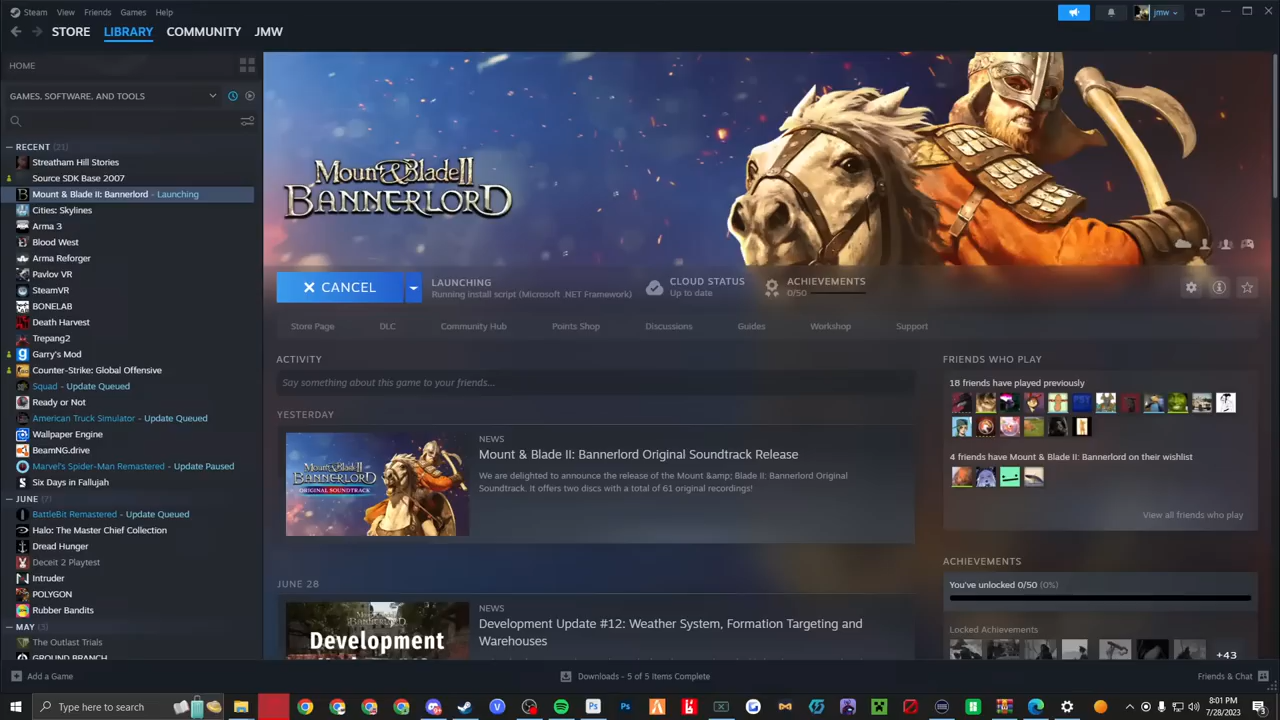 Steam View Friends Games Help
jmw
STORE LIBRARY COMMUNITY JMW
HOME
GAMES, SOFTWARE, AND TOOLS
RECENT (21)
Streatham Hill Stories
Source SDK Base 2007
Mount & Blade II: Bannerlord - Launching
Cities: Skylines
Arma 3
Blood West
Arma Reforger
Pavlov VR
SteamVR
BONELAB
Death Harvest
Trepang2
Garry's Mod
Counter-Strike: Global Offensive
Squad - Update Queued
Ready or Not
American Truck Simulator - Update Queued
Wallpaper Engine
BeamNG.drive
Marvel's Spider-Man Remastered - Update Paused
Six Days in Fallujah
JUNE (7)
BattleBit Remastered - Update Queued
Halo: The Master Chief Collection
Dread Hunger
Deceit 2 Playtest
Intruder
POLYGON
Rubber Bandits
MAY (3)
The Outlast Trials
GROUND BRANCH
Add a Game
Mount & Blade II
BANNERLORD
CANCEL
LAUNCHING
Running install script (Microsoft .NET Framework)
CLOUD STATUS
Up to date
ACHIEVEMENTS
0/50
Store Page DLC Community Hub Points Shop Discussions Guides Workshop Support
ACTIVITY
Say something about this game to your friends...
YESTERDAY
Mount & Blade II
BANNERLORD
ORIGINAL SOUNDTRACK
NEWS
Mount & Blade II: Bannerlord Original Soundtrack Release
We are delighted to announce the release of the Mount &amp; Blade II: Bannerlord Original
Soundtrack. It offers two discs with a total of 61 original recordings!
JUNE 28
BANNERLORD
Development
NEWS
Development Update #12: Weather System, Formation Targeting and
Warehouses
FRIENDS WHO PLAY
18 friends have played previously
4 friends have Mount & Blade II: Bannerlord on their wishlist
View all friends who play
ACHIEVEMENTS
You've unlocked 0/50 (0%)
Locked Achievements
+43
Downloads - 5 of 5 Items Complete
Friends & Chat
Type here to search
8:01 PM
7/28/2023